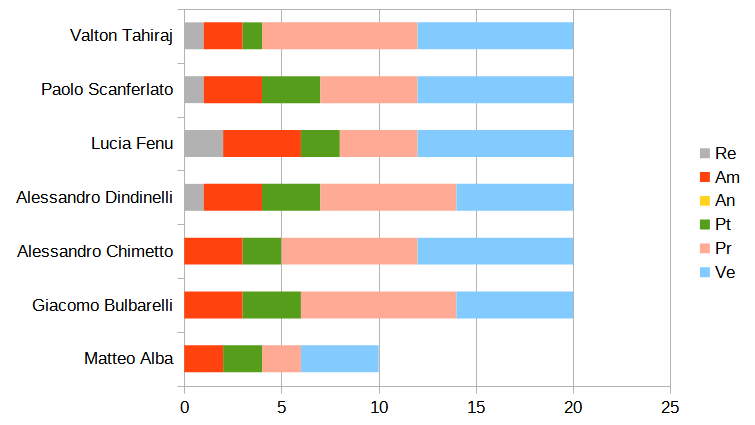 Valton Tahiraj
Paolo Scanferlato
Lucia Fenu
Alessandro Dindinelli
Alessandro Chimetto
Giacomo Bulbarelli
Matteo Alba
0 5 10 15 20 25
Re
Am
An
Pt
Pr
Ve